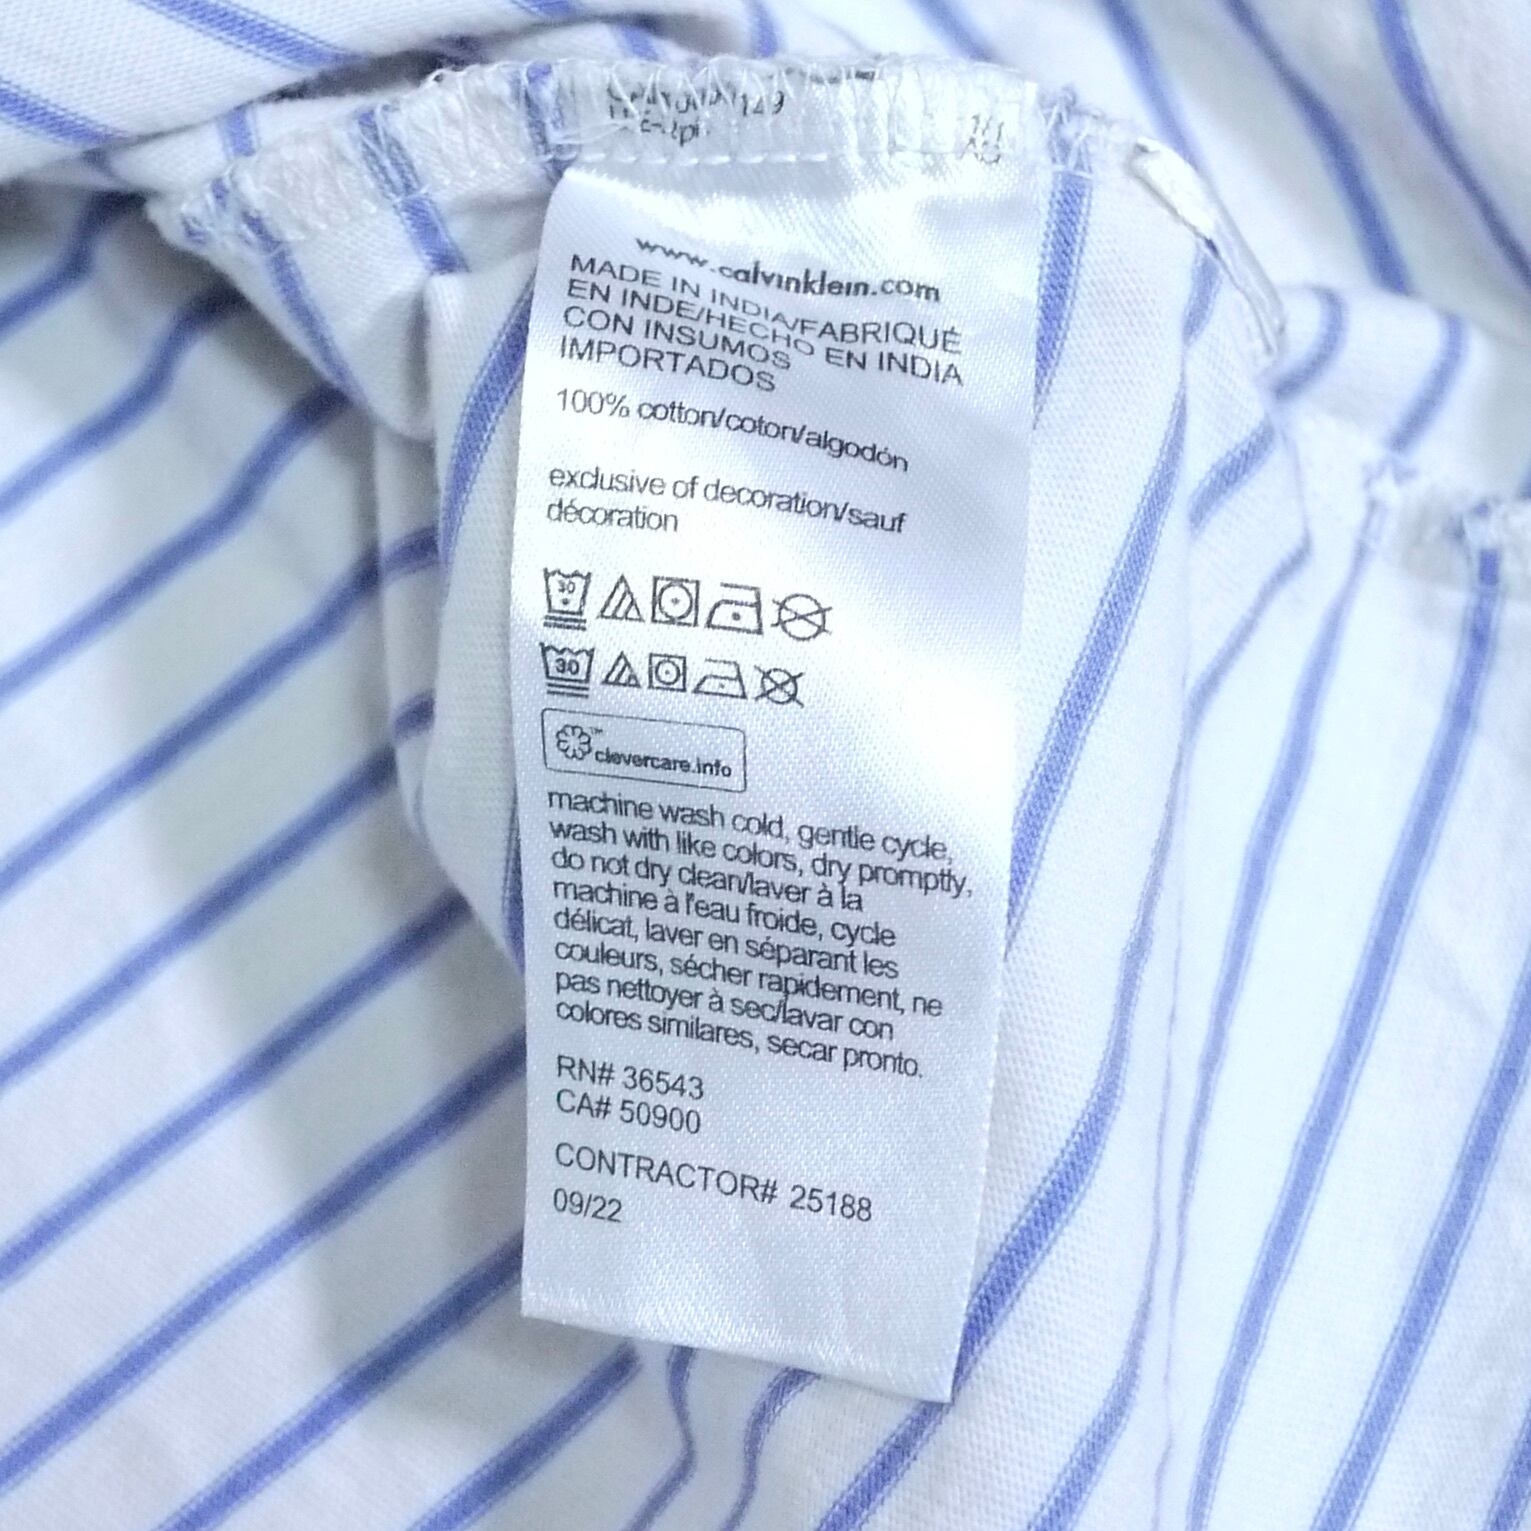 www.calvinklein.com
MADE IN INDIA/FABRIQUÉ
EN INDE/HECHO EN INDIA
CON INSUMOS
IMPORTADOS
100% cotton/coton/algodón
exclusive of decoration/sauf
décoration
30
30
clevercare.info
machine wash cold, gentle cycle,
wash with like colors, dry promptly,
do not dry clean/laver à la
machine à l'eau froide, cycle
délicat, laver en séparant les
couleurs, sécher rapidement, ne
pas nettoyer à sec/lavar con
colores similares, secar pronto.
RN# 36543
CA# 50900
CONTRACTOR# 25188
09/22